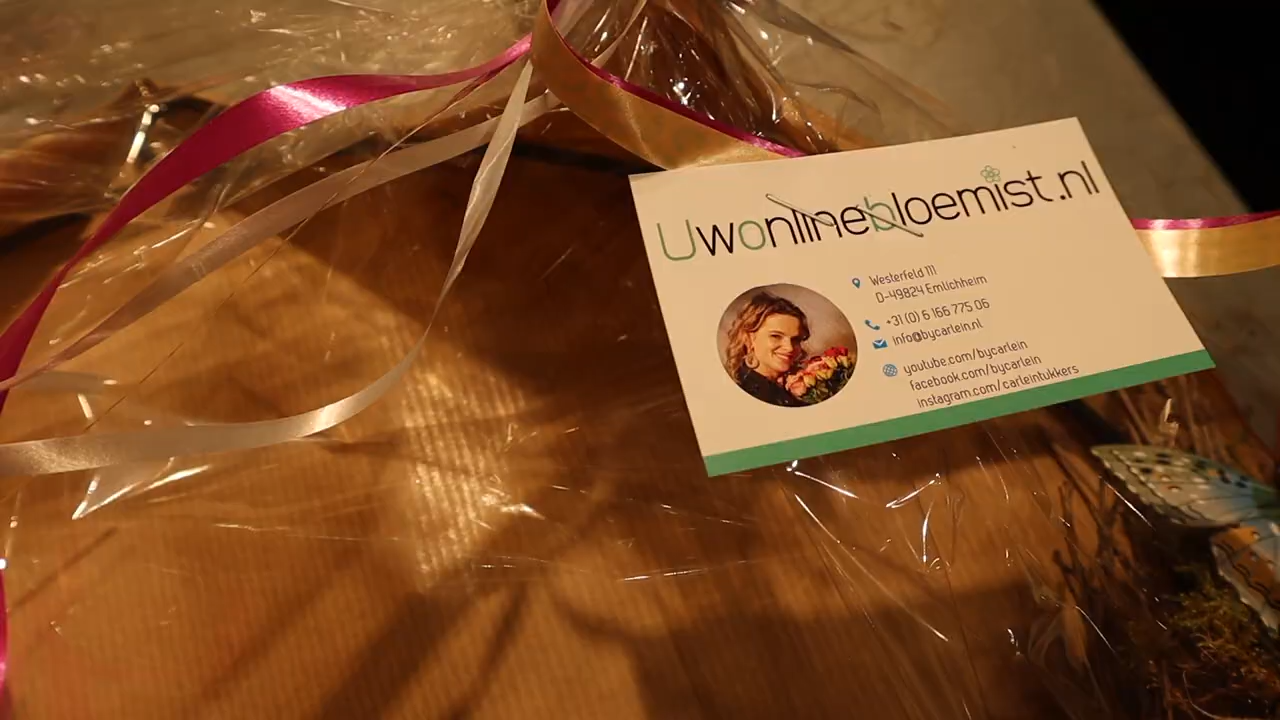 Uwonlinebloemist.nl
Westerfeld 111
D-49824 Emlichheim
+31 (0) 6 166 775 06
info@bycarlein.nl
youtube.com/bycarlein
facebook.com/bycarlein
instagram.com/carleintukkers